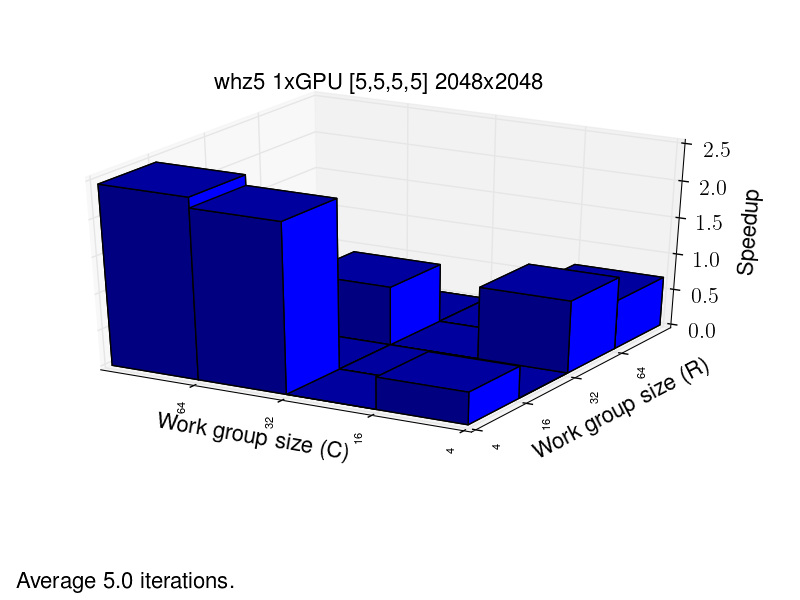 whz5 1xGPU [5,5,5,5] 2048x2048
2.5
2.0
1.5
1.0
0.5
0.0
Speedup
64
32
16
4
Work group size (C)
4
16
32
64
Work group size (R)
Average 5.0 iterations.